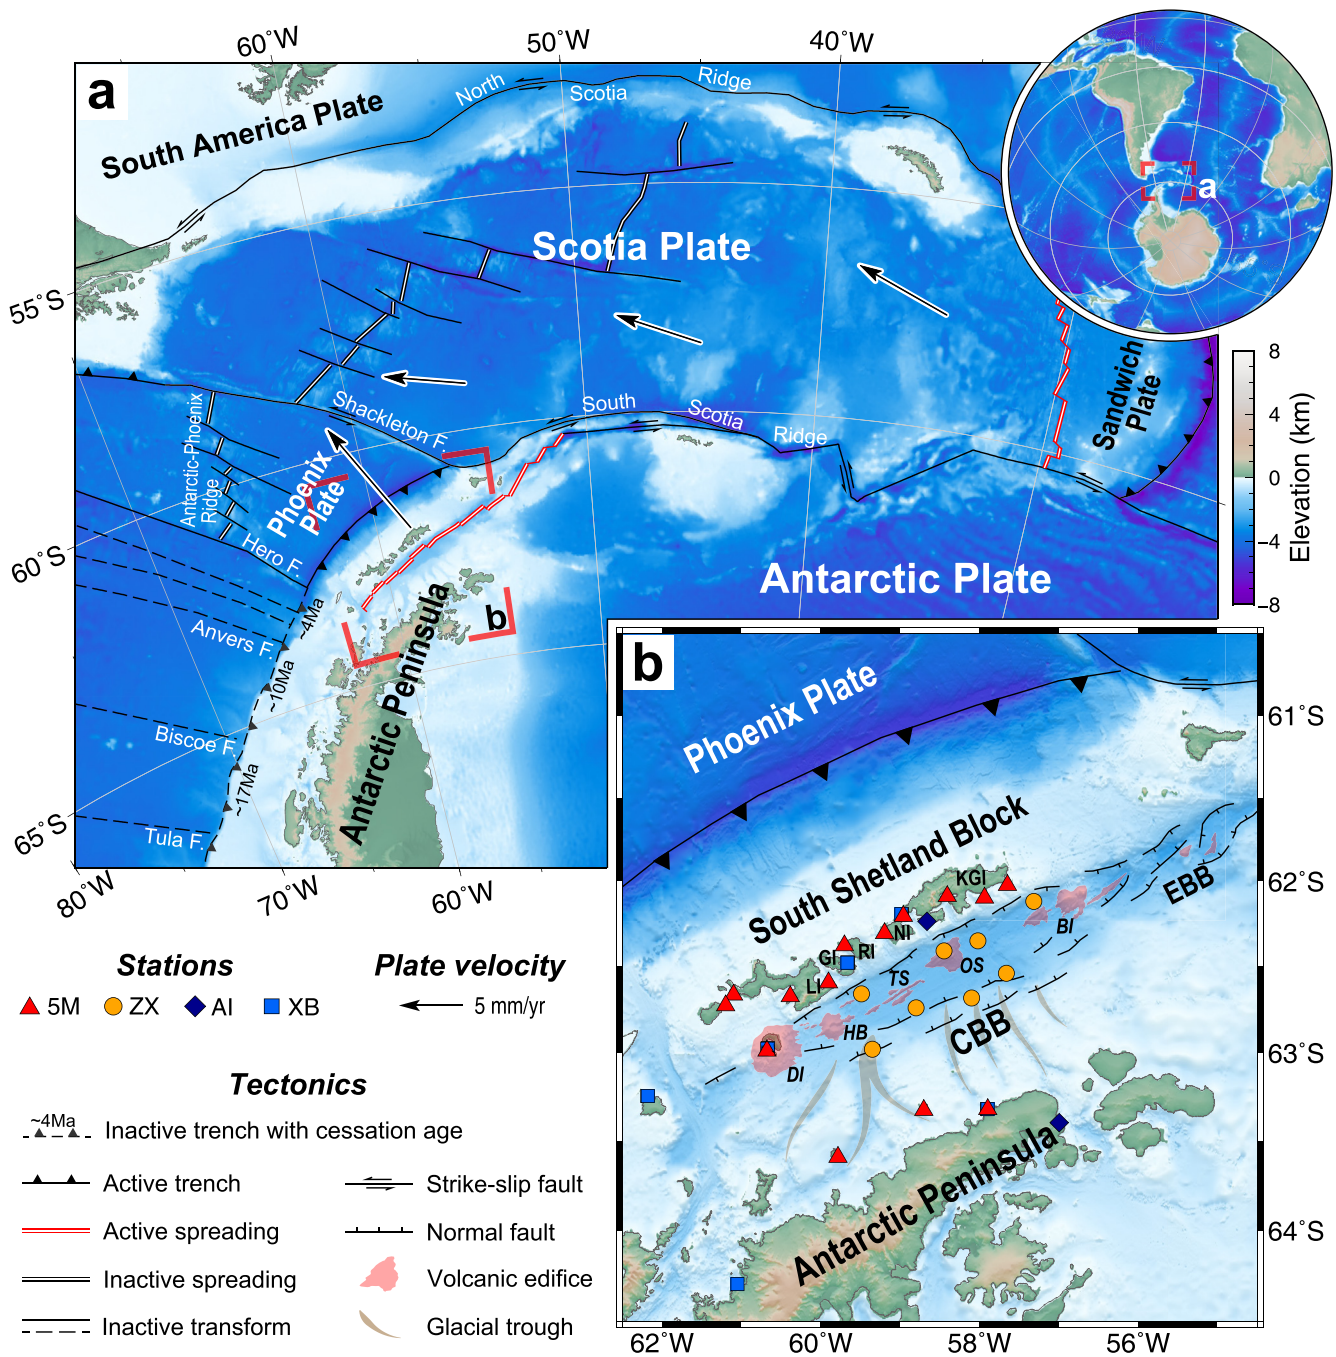 60°W
50°W
40°W
a
South America Plate
North
Scotia
Ridge
a
Scotia Plate
55°S
Sandwich
Plate
8
4
0
−4
−8
Elevation (km)
Shackleton F.
South
Scotia
Ridge
Antarctic-Phoenix
Ridge
Phoenix
Plate
Hero F.
60°S
Antarctic Plate
~4Ma
Anvers F.
b
~10Ma
Biscoe F.
~17Ma
Antarctic Peninsula
Tula F.
65°S
80°W
70°W
60°W
b
Phoenix Plate
61°S
South Shetland Block
KGI
62°S
EBB
NI
BI
GI
RI
OS
TS
LI
HB
CBB
63°S
DI
Antarctic Peninsula
64°S
62°W
60°W
58°W
56°W
Stations
Plate velocity
5M
ZX
AI
XB
5 mm/yr
Tectonics
~4Ma
Inactive trench with cessation age
Active trench
Strike-slip fault
Active spreading
Normal fault
Inactive spreading
Volcanic edifice
Inactive transform
Glacial trough